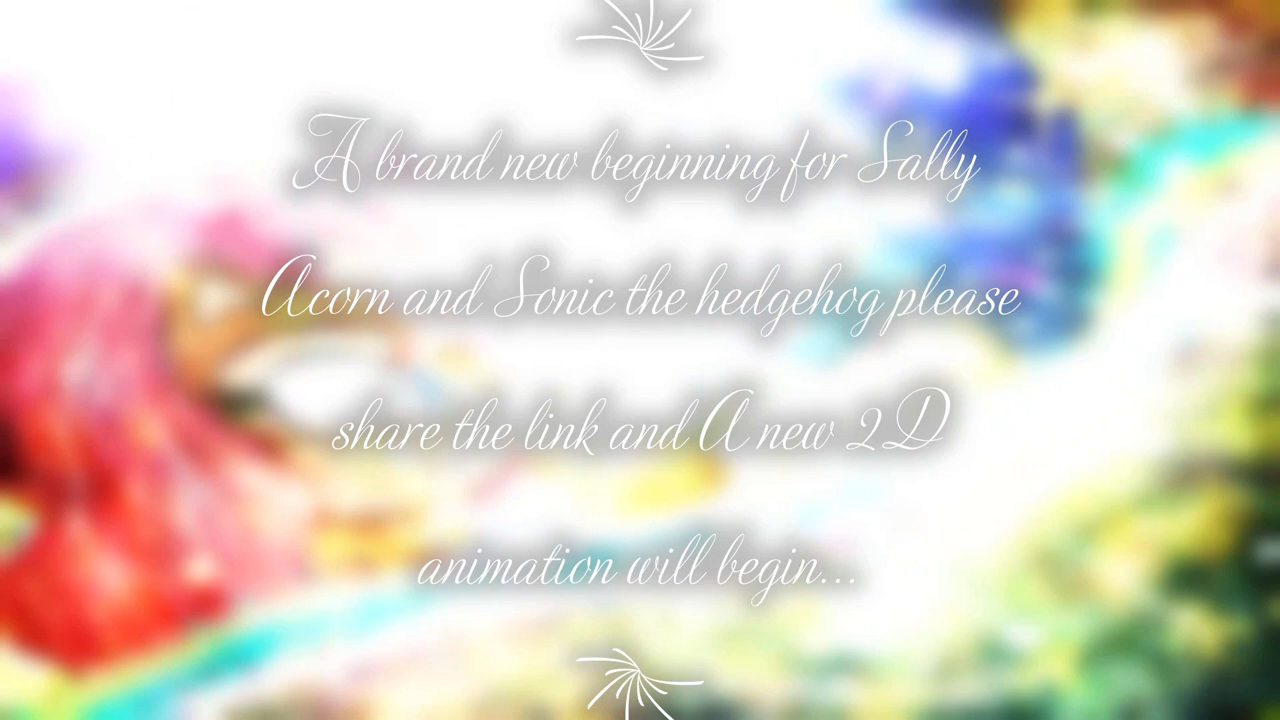 A brand new beginning for Sally
Acorn and Sonic the hedgehog please
share the link and A new 2D
animation will begin...